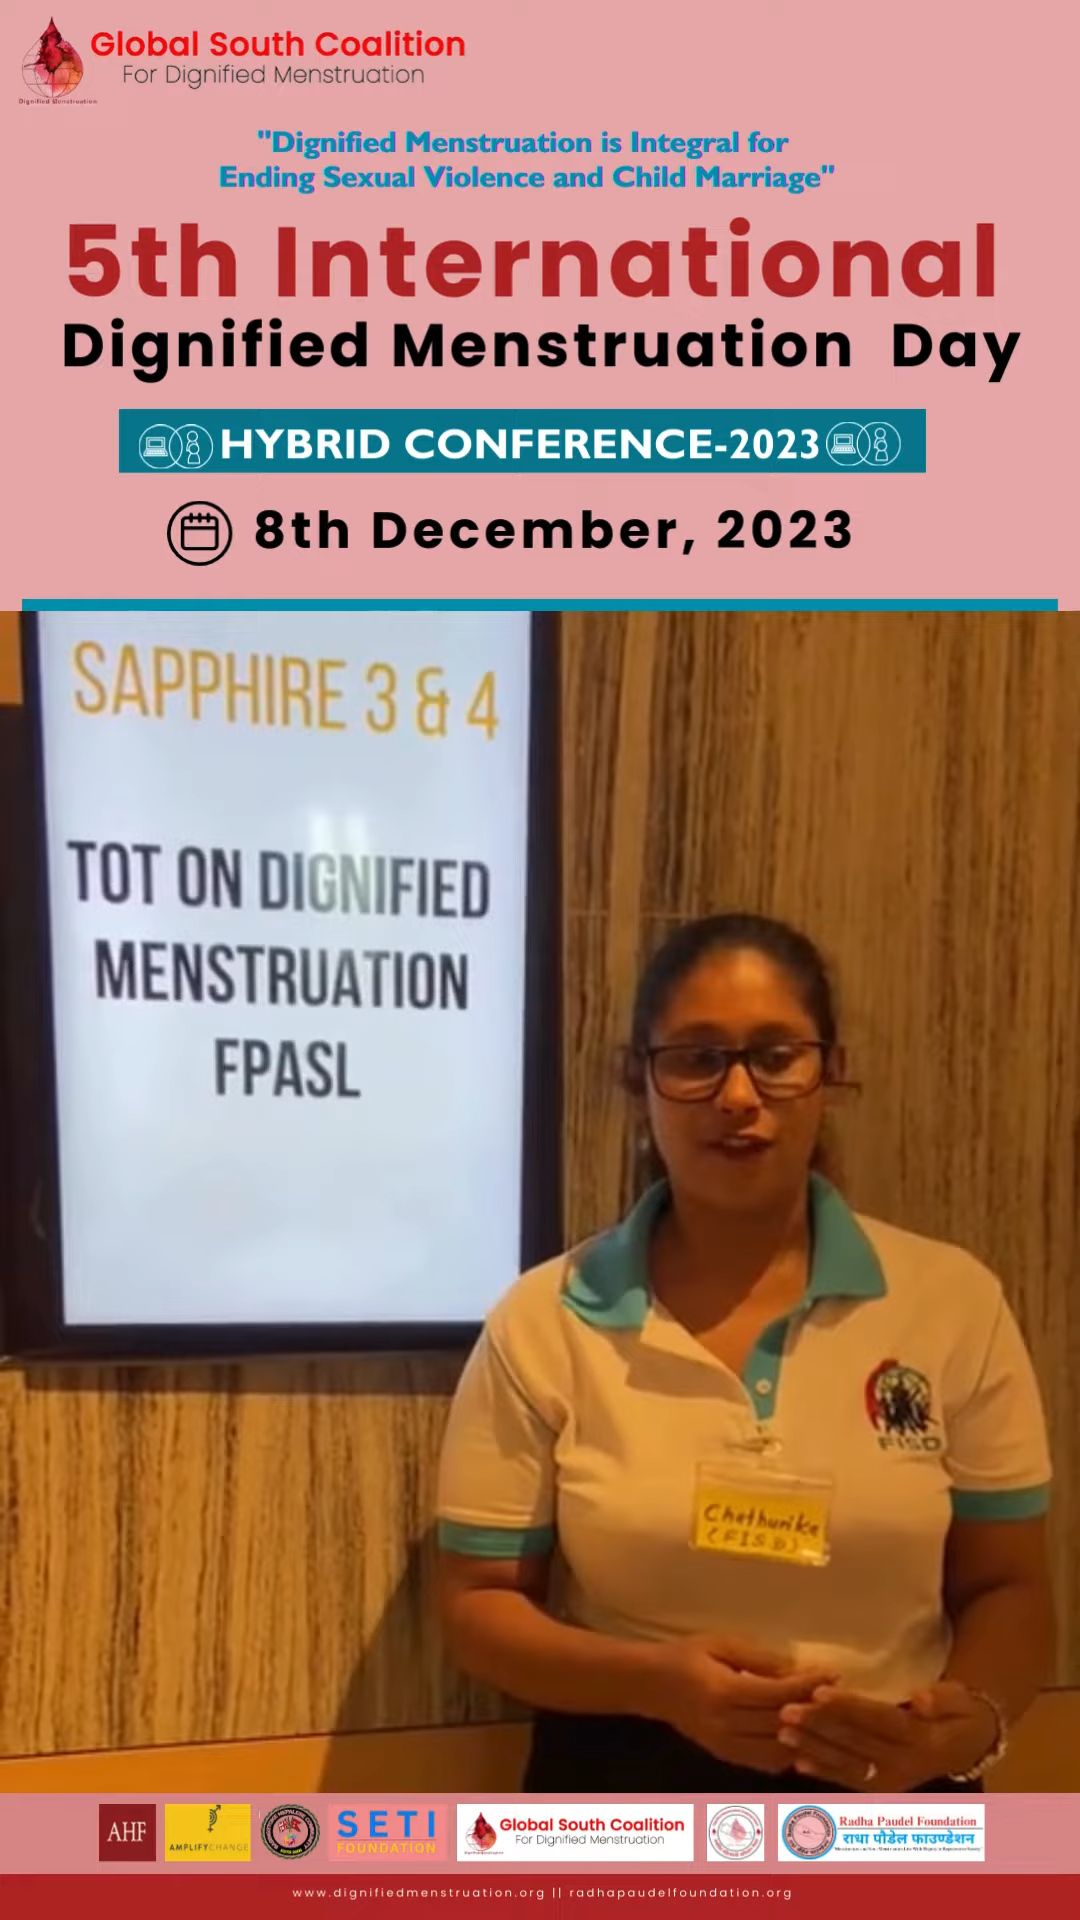 Global South Coalition
For Dignified Menstruation
Dignified Menstruation
"Dignified Menstruation is Integral for
Ending Sexual Violence and Child Marriage"
5th International
Dignified Menstruation Day
HYBRID CONFERENCE-2023
8th December, 2023
SAPPHIRE 3 & 4
TOT ON DIGNIFIED
MENSTRUATION
FPASL
FISD
Chathurika
(FISD)
AHF
AMPLIFYCHANGE
SETI
FOUNDATION
Global South Coalition
For Dignified Menstruation
Radha Paudel Foundation
राधा पौडेल फाउण्डेशन
www.dignifiedmenstruation.org || radhapaudelfoundation.org